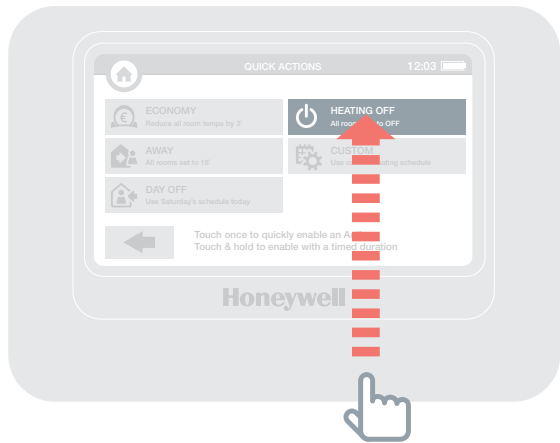 QUICK ACTIONS 12:03
ECONOMY
Reduce all room temps by 3˚
HEATING OFF
All OFF
AWAY
All rooms set to 15˚
CUSTOM
Use schedule
DAY OFF
Use Saturday's schedule today
Touch once to quickly enable an
Touch & hold to enable with a timed duration
Honeywell